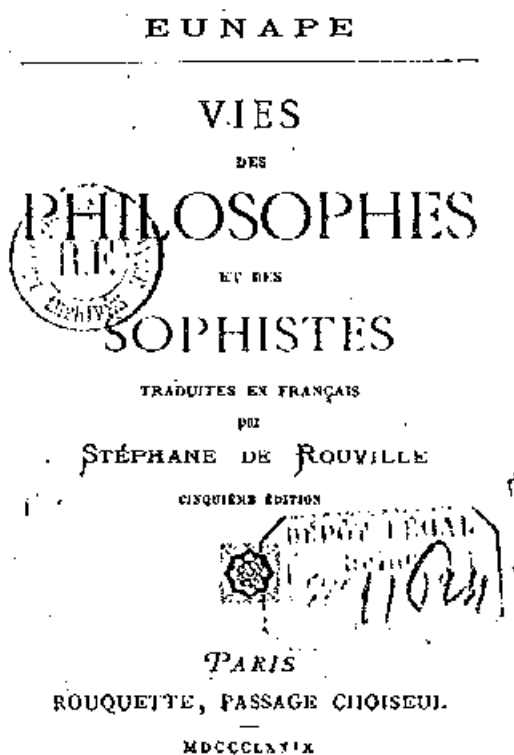 EUNAPE
VIES
DES
PHILOSOPHES
ET DES
SOPHISTES
TRADUITES EN FRANÇAIS
par
STÉPHANE DE ROUVILLE
CINQUIÈME ÉDITION
R.F.
DÉPÔT LÉGAL
PARIS
ROUQUETTE, PASSAGE CHOISEUL
MDCCCLXXIX